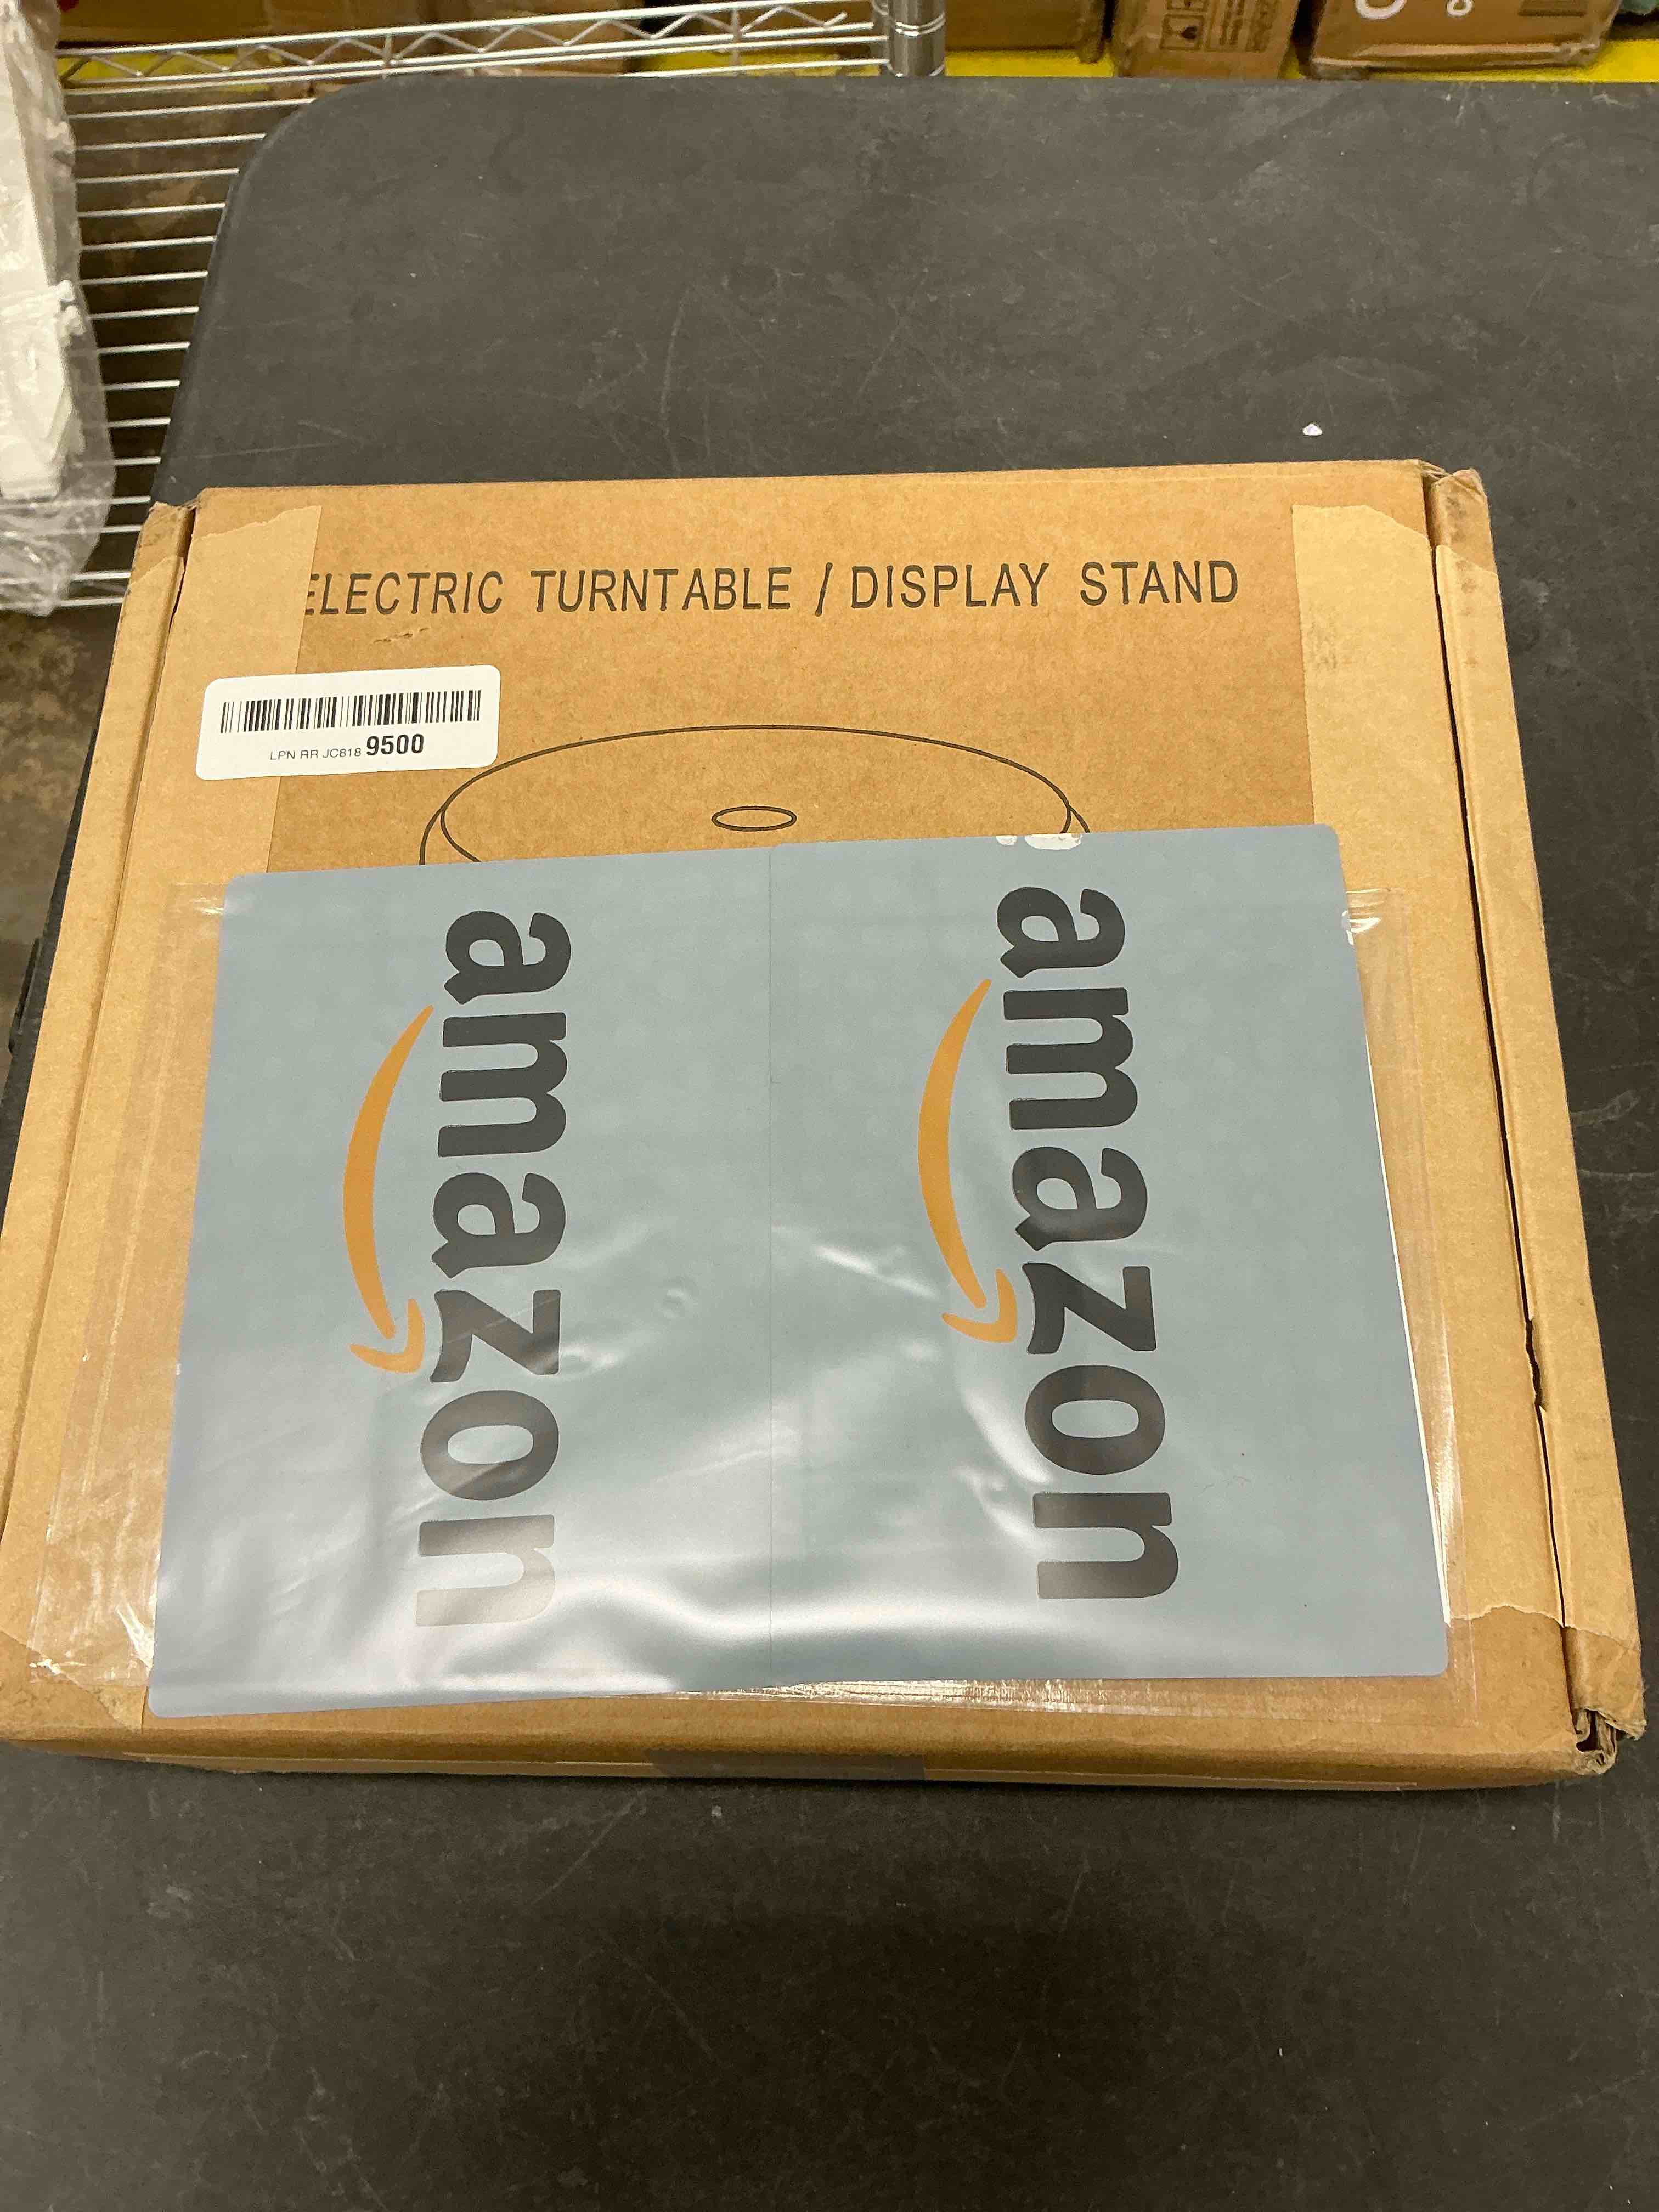 ELECTRIC TURNTABLE / DISPLAY STAND
LPN RR JC818 9500
amazon
amazon